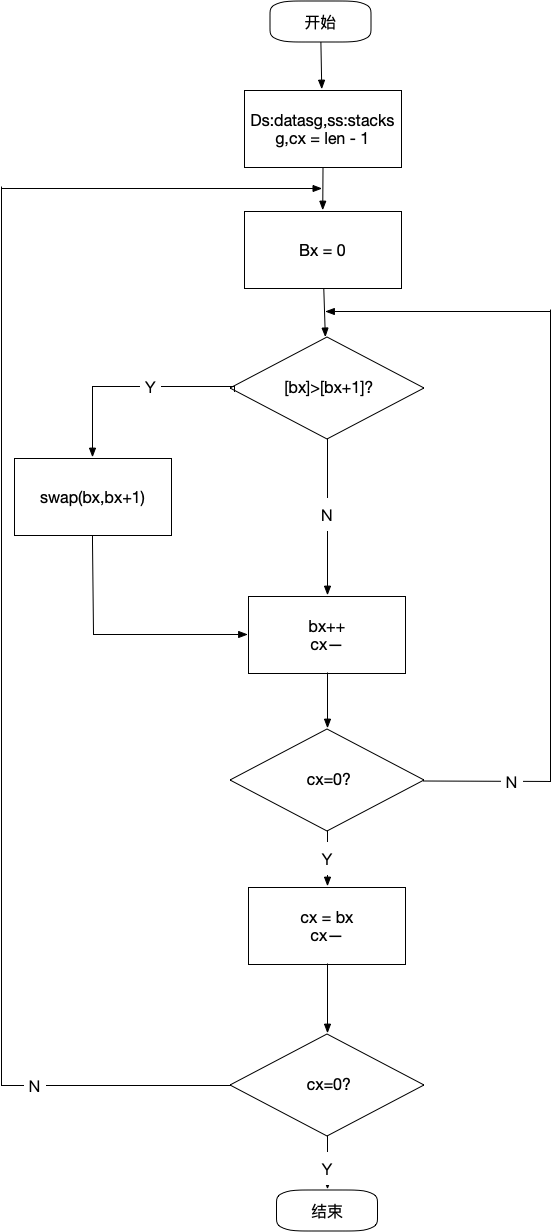 开始
Ds:datasg,ss:stacks
g,cx = len - 1
Bx = 0
[bx]>[bx+1]?
Y
swap(bx,bx+1)
N
bx++
cx—
cx=0?
N
Y
cx = bx
cx—
cx=0?
N
Y
结束